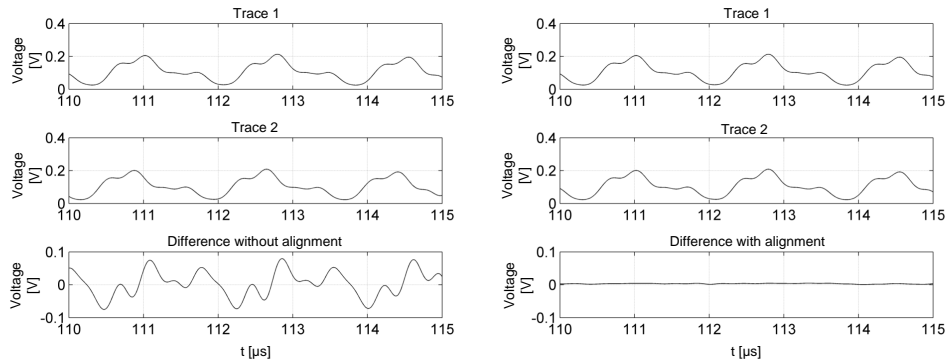 Trace 1
0.4
0.2
0
Voltage
[V]
110 111 112 113 114 115
Trace 2
0.4
0.2
0
Voltage
[V]
110 111 112 113 114 115
Difference without alignment
0.1
0
-0.1
Voltage
[V]
110 111 112 113 114 115
t [µs]
Trace 1
0.4
0.2
0
Voltage
[V]
110 111 112 113 114 115
Trace 2
0.4
0.2
0
Voltage
[V]
110 111 112 113 114 115
Difference with alignment
0.1
0
-0.1
Voltage
[V]
110 111 112 113 114 115
t [µs]